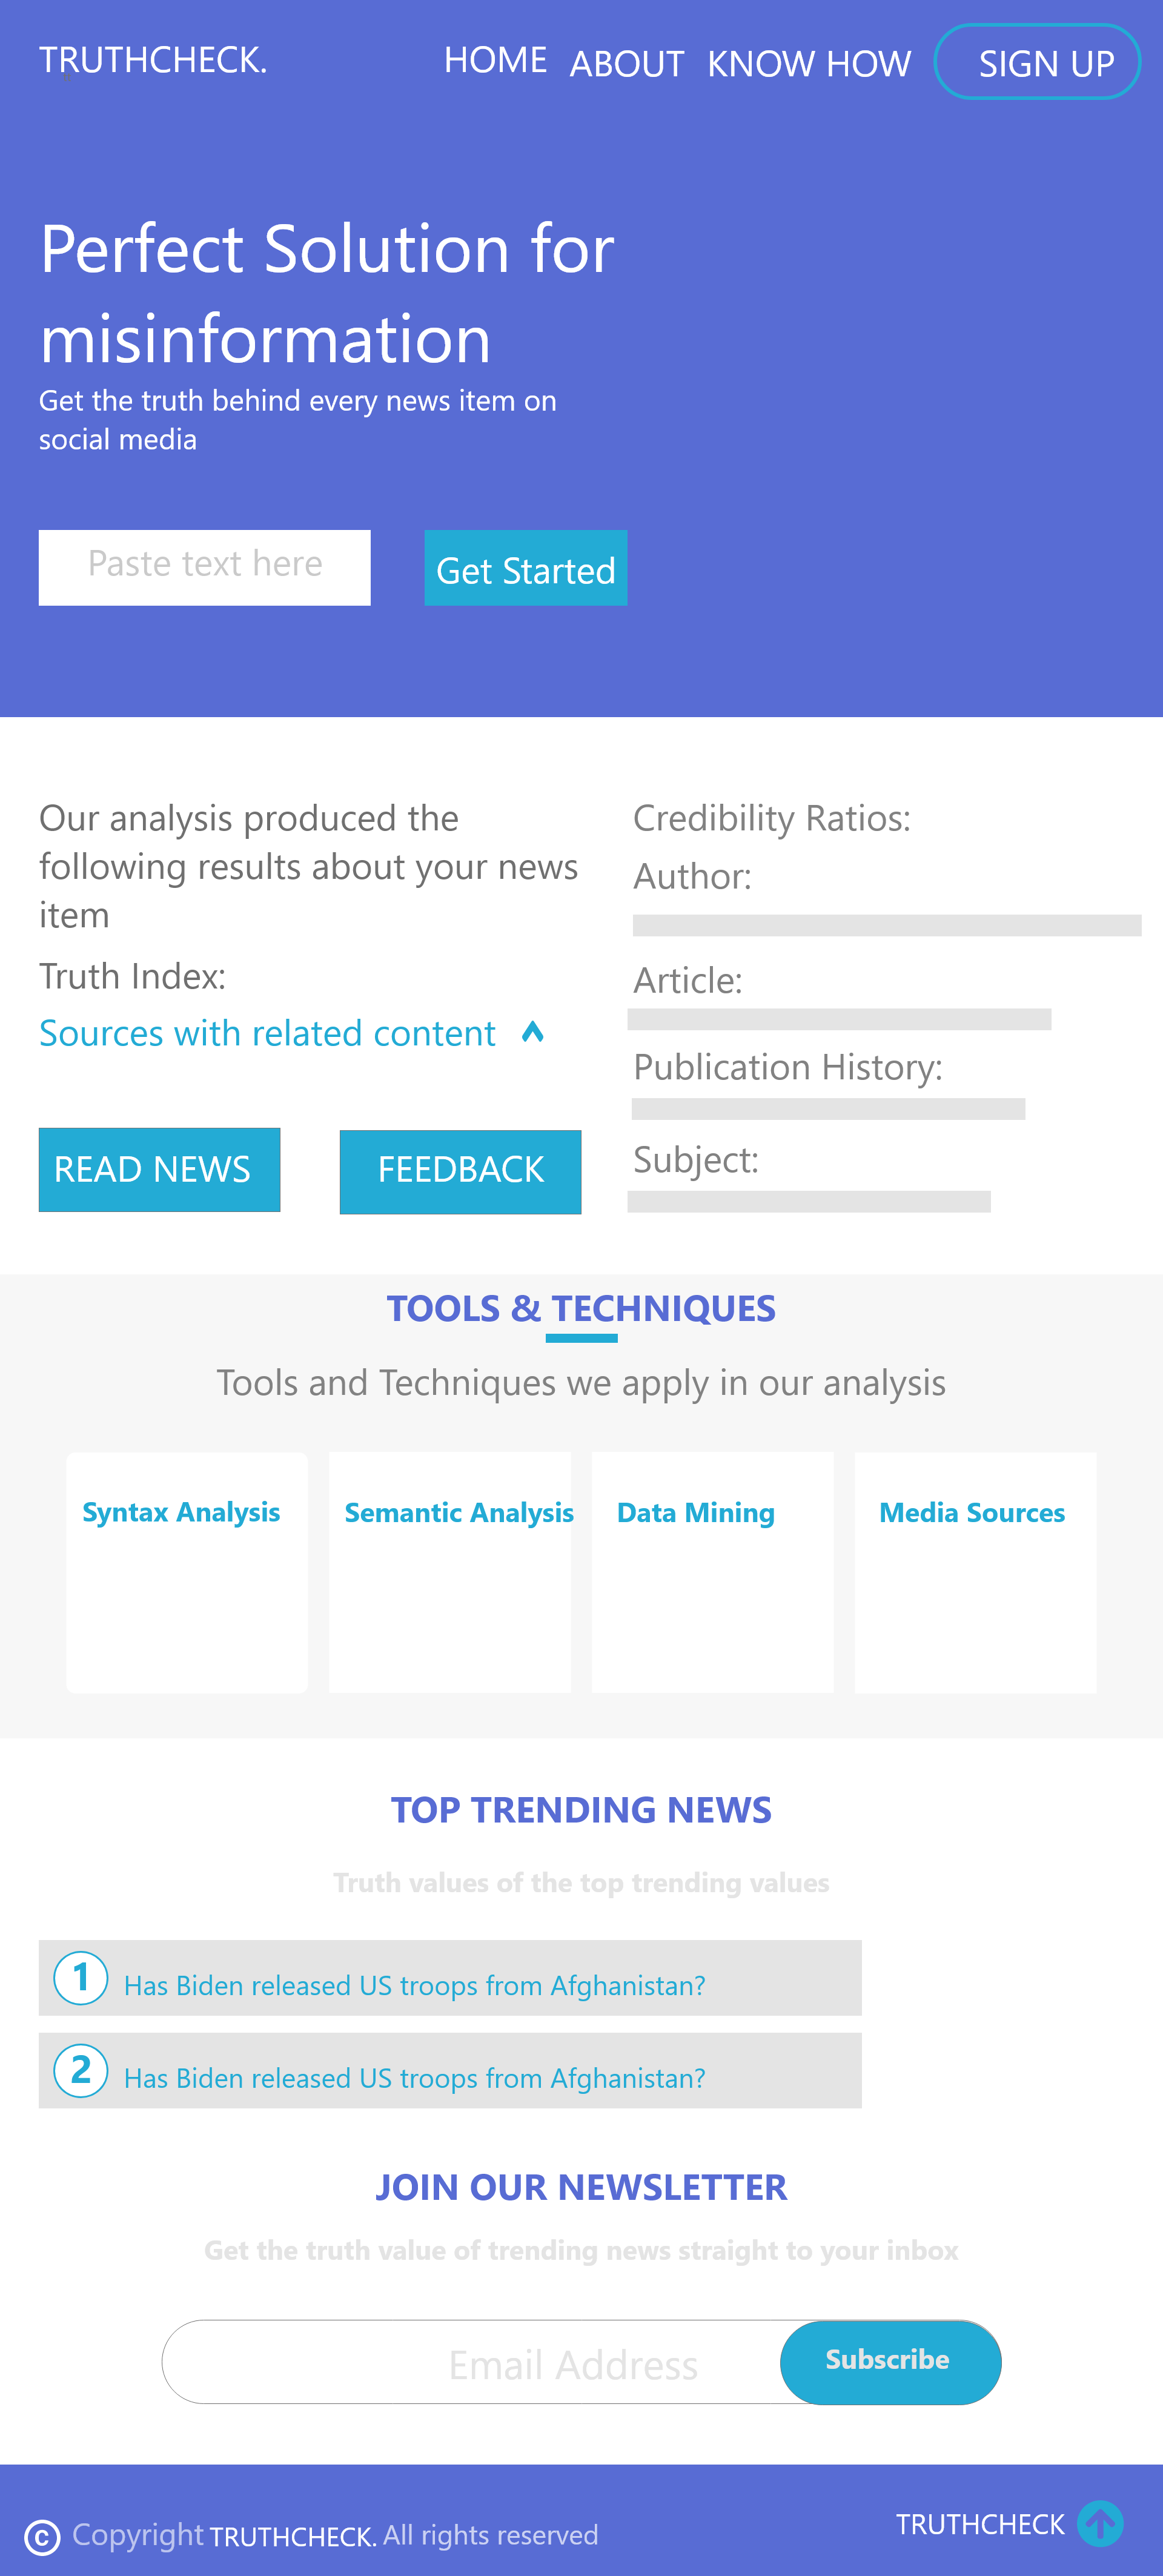 TRUTHCHECK.
HOME
ABOUT
KNOW HOW
SIGN UP
Perfect Solution for
misinformation
Get the truth behind every news item on
social media
Paste text here
Get Started
Our analysis produced the
following results about your news
item
Truth Index:
Sources with related content
READ NEWS
FEEDBACK
Credibility Ratios:
Author:
Article:
Publication History:
Subject:
TOOLS & TECHNIQUES
Tools and Techniques we apply in our analysis
Syntax Analysis
Semantic Analysis
Data Mining
Media Sources
TOP TRENDING NEWS
Truth values of the top trending values
1 Has Biden released US troops from Afghanistan?
2 Has Biden released US troops from Afghanistan?
JOIN OUR NEWSLETTER
Get the truth value of trending news straight to your inbox
Email Address
Subscribe
© Copyright TRUTHCHECK. All rights reserved
TRUTHCHECK